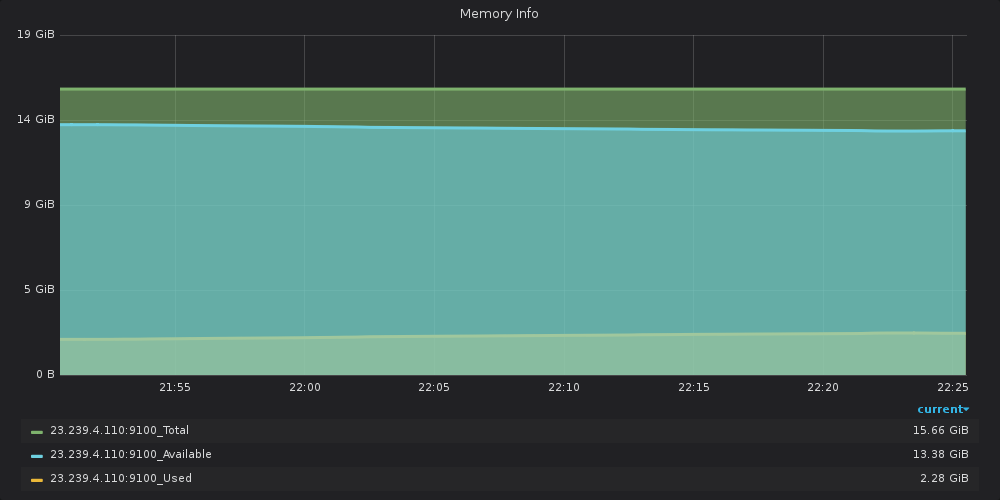 Memory Info
19 GiB
14 GiB
9 GiB
5 GiB
0 B
21:55 22:00 22:05 22:10 22:15 22:20 22:25
current
23.239.4.110:9100_Total 15.66 GiB
23.239.4.110:9100_Available 13.38 GiB
23.239.4.110:9100_Used 2.28 GiB